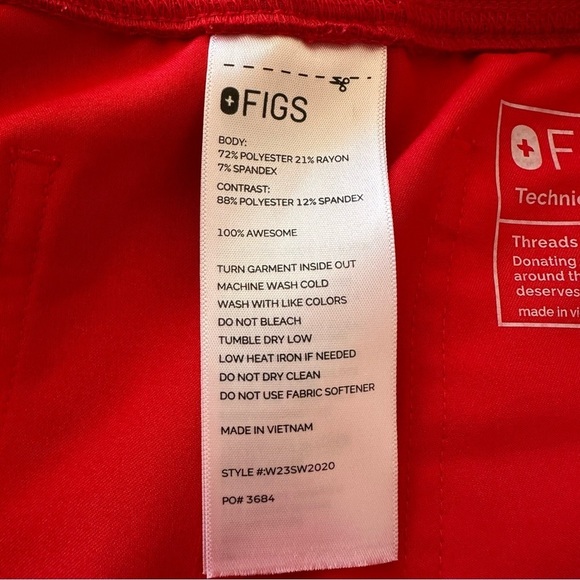 FIGS
BODY:
72% POLYESTER 21% RAYON
7% SPANDEX
CONTRAST:
88% POLYESTER 12% SPANDEX
100% AWESOME
TURN GARMENT INSIDE OUT
MACHINE WASH COLD
WASH WITH LIKE COLORS
DO NOT BLEACH
TUMBLE DRY LOW
LOW HEAT IRON IF NEEDED
DO NOT DRY CLEAN
DO NOT USE FABRIC SOFTENER
MADE IN VIETNAM
STYLE #:W23SW2020
PO# 3684
F
Technic
Threads
Donating
around th
deserves
made in vi